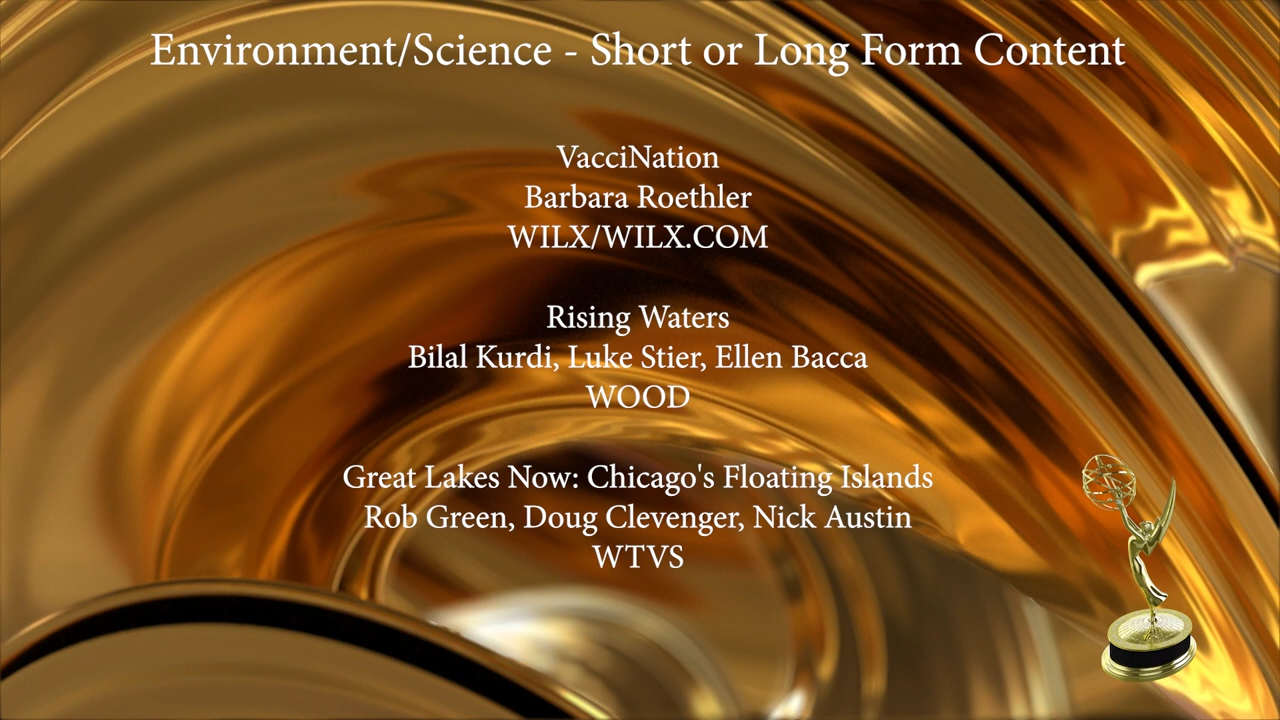 Environment/Science - Short or Long Form Content
VacciNation
Barbara Roethler
WILX/WILX.COM
Rising Waters
Bilal Kurdi, Luke Stier, Ellen Bacca
WOOD
Great Lakes Now: Chicago's Floating Islands
Rob Green, Doug Clevenger, Nick Austin
WTVS